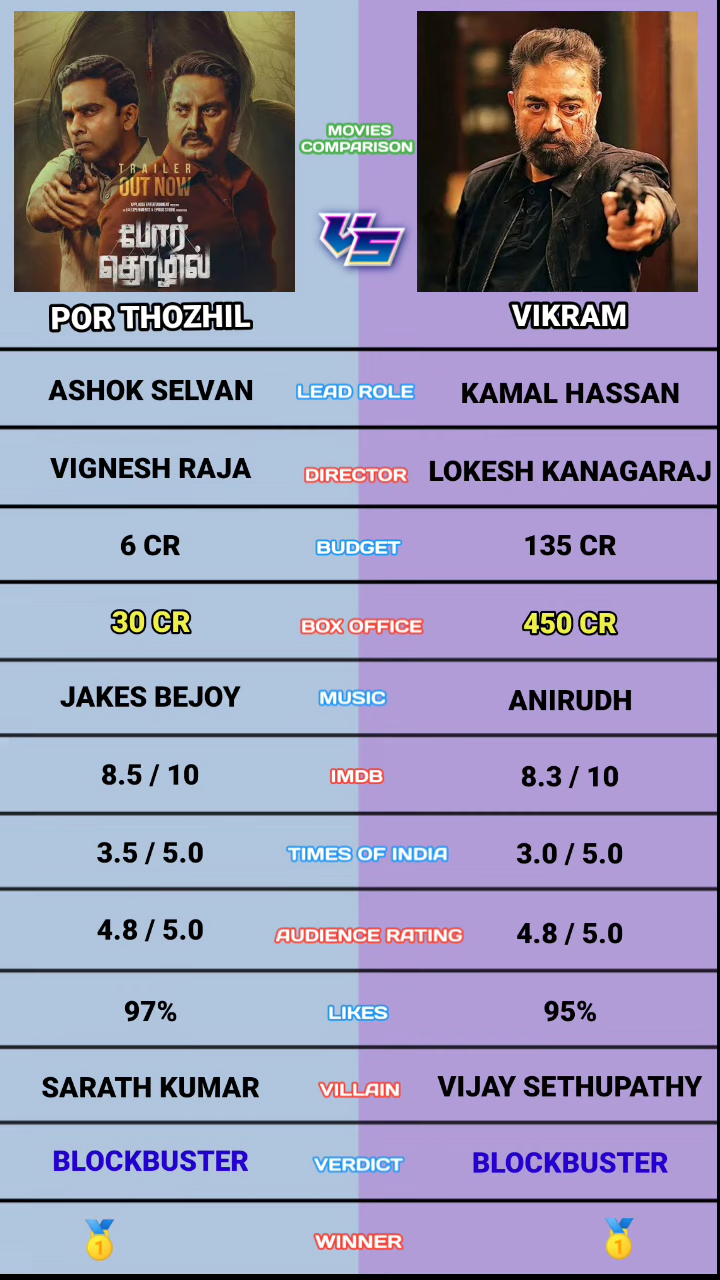 TRAILER
OUT NOW
போர்
தொழில்
MOVIES
COMPARISON
VS
POR THOZHIL
VIKRAM
ASHOK SELVAN LEAD ROLE KAMAL HASSAN
VIGNESH RAJA DIRECTOR LOKESH KANAGARAJ
6 CR BUDGET 135 CR
30 CR BOX OFFICE 450 CR
JAKES BEJOY MUSIC ANIRUDH
8.5 / 10 IMDB 8.3 / 10
3.5 / 5.0 TIMES OF INDIA 3.0 / 5.0
4.8 / 5.0 AUDIENCE RATING 4.8 / 5.0
97% LIKES 95%
SARATH KUMAR VILLAIN VIJAY SETHUPATHY
BLOCKBUSTER VERDICT BLOCKBUSTER
1 WINNER 1